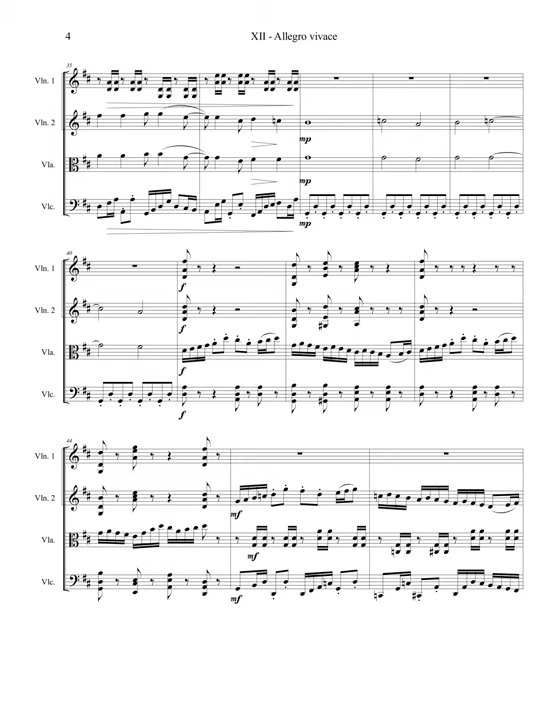 4 XII - Allegro vivace
35
Vln. 1
Vln. 2
mp
Vla.
mp
Vlc.
mp
40
Vln. 1
f
Vln. 2
f
Vla.
f
Vlc.
f
44
Vln. 1
Vln. 2
mf
Vla.
mf
Vlc.
mf